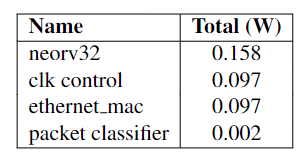 Name Total (W)
neorv32 0.158
clk control 0.097
ethernet_mac 0.097
packet classifier 0.002